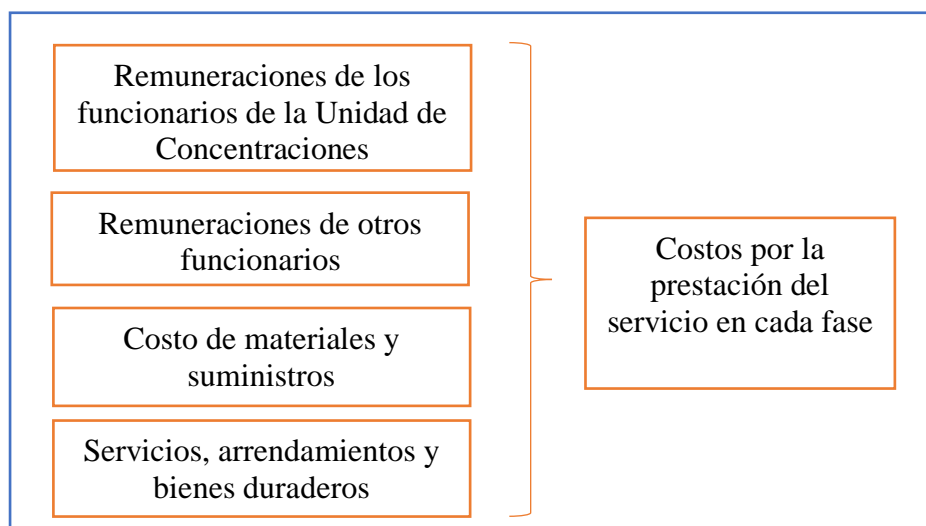 Remuneraciones de los
funcionarios de la Unidad de
Concentraciones
Remuneraciones de otros
funcionarios
Costo de materiales y
suministros
Servicios, arrendamientos y
bienes duraderos
Costos por la
prestación del
servicio en cada fase